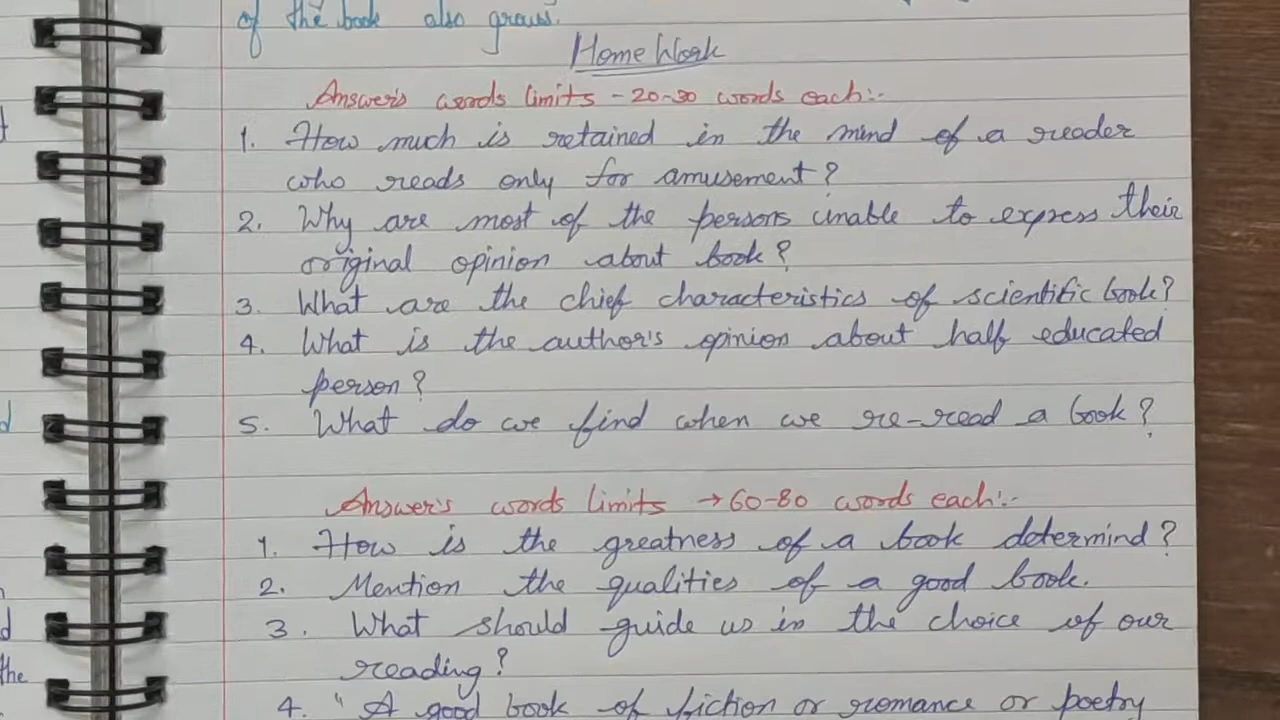 of the book also grows.
Home Work
Answer's words limits - 20-30 words each:-
1. How much is retained in the mind of a reader
who reads only for amusement?
2. Why are most of the persons unable to express their
original opinion about book?
3. What are the chief characteristics of scientific book?
4. What is the author's opinion about half educated
person?
5. What do we find when we re-read a book?
Answer's words limits → 60-80 words each:-
1. How is the greatness of a book determind?
2. Mention the qualities of a good book.
3. What should guide us in the choice of our
reading?
the
4. "A good book of fiction or romance or poetry